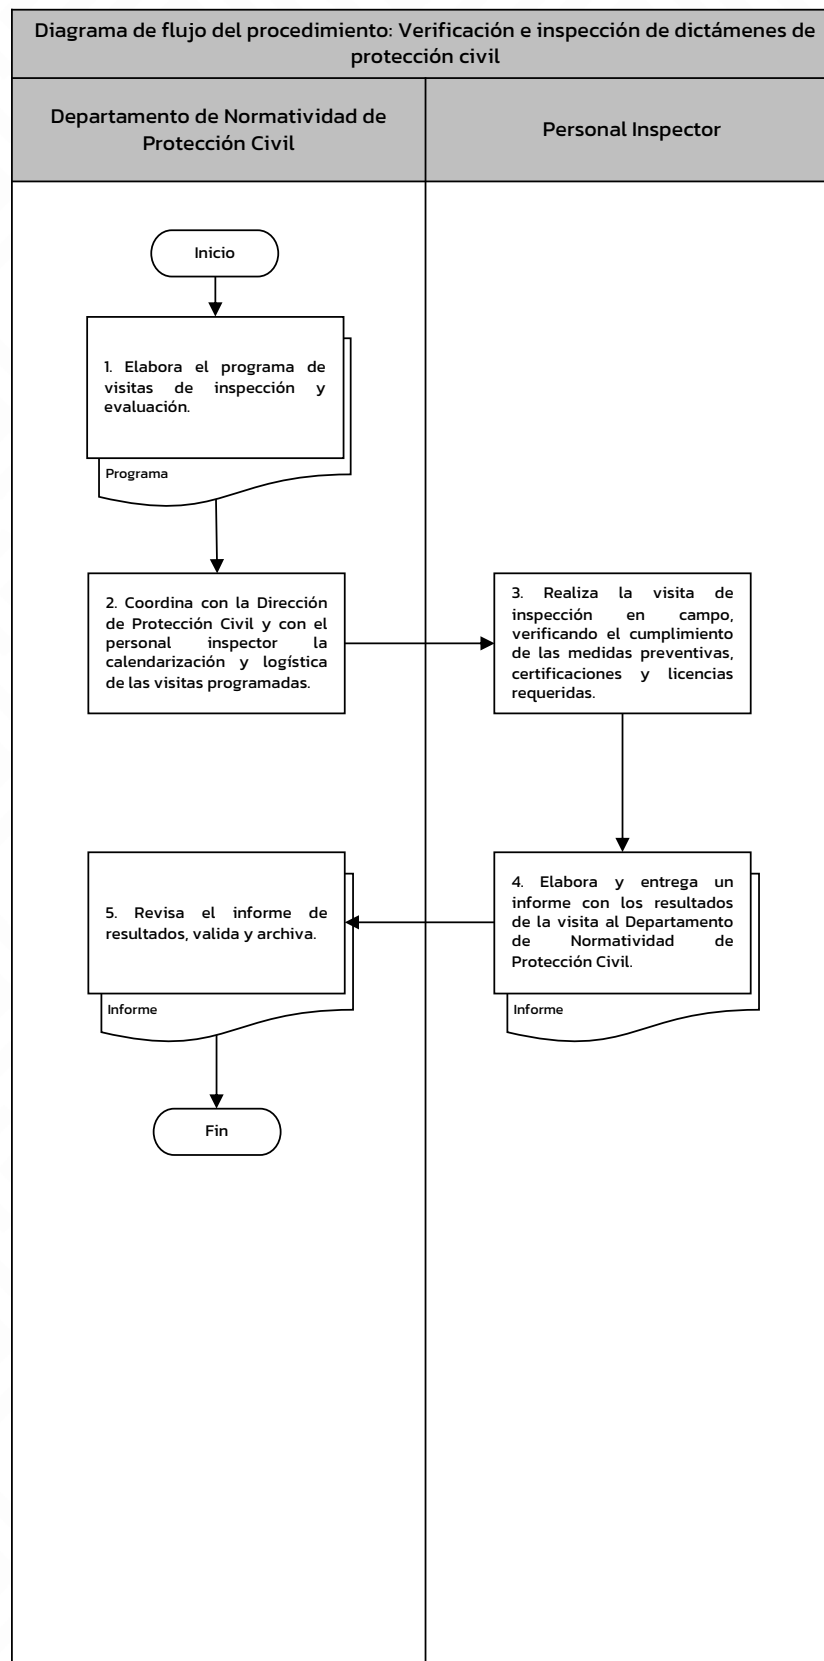 Diagrama de flujo del procedimiento: Verificación e inspección de dictámenes de
protección civil
Departamento de Normatividad de
Protección Civil
Personal Inspector
Inicio
1. Elabora el programa de
visitas de inspección y
evaluación.
Programa
2. Coordina con la Dirección
de Protección Civil y con el
personal inspector la
calendarización y logística
de las visitas programadas.
3. Realiza la visita de
inspección en campo,
verificando el cumplimiento
de las medidas preventivas,
certificaciones y licencias
requeridas.
4. Elabora y entrega un
informe con los resultados
de la visita al Departamento
de Normatividad de
Protección Civil.
Informe
5. Revisa el informe de
resultados, valida y archiva.
Informe
Fin